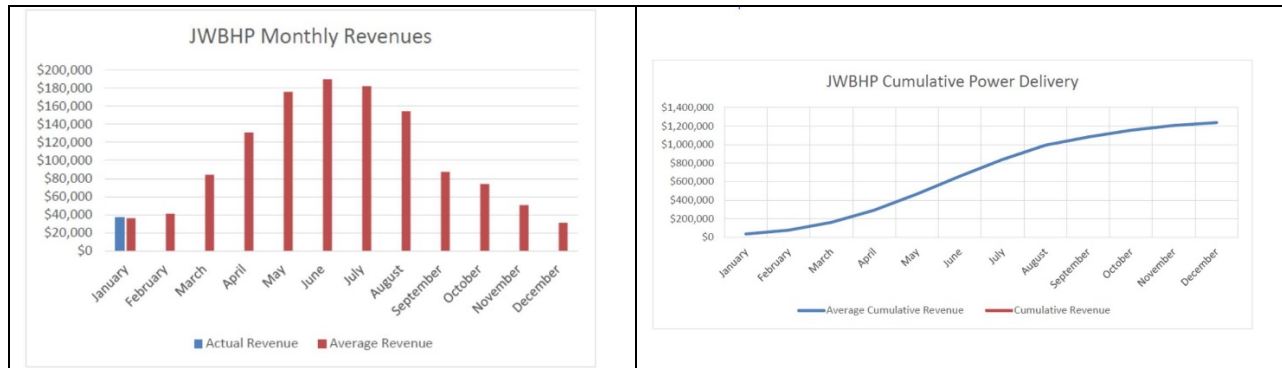 JWBHP Monthly Revenues
$200,000
$180,000
$160,000
$140,000
$120,000
$100,000
$80,000
$60,000
$40,000
$20,000
$0
January
February
March
April
May
June
July
August
September
October
November
December
Actual Revenue Average Revenue
JWBHP Cumulative Power Delivery
$1,400,000
$1,200,000
$1,000,000
$800,000
$600,000
$400,000
$200,000
$0
January
February
March
April
May
June
July
August
September
October
November
December
Average Cumulative Revenue Cumulative Revenue